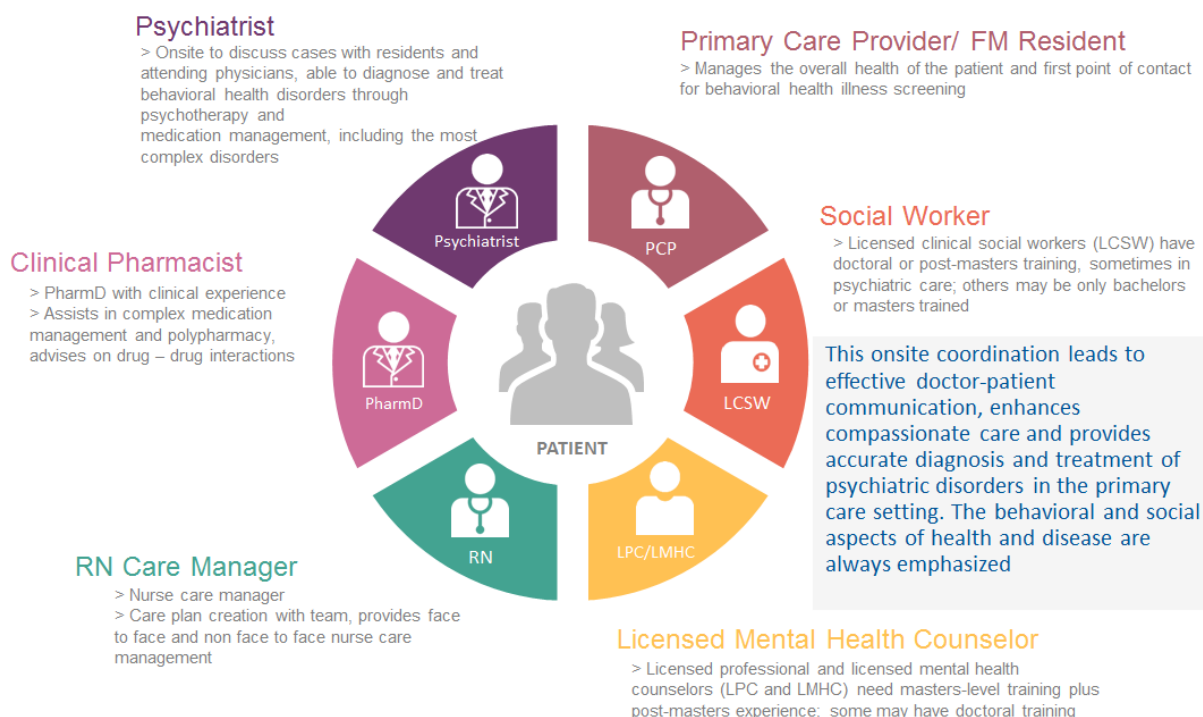 Psychiatrist
> Onsite to discuss cases with residents and
attending physicians, able to diagnose and treat
behavioral health disorders through
psychotherapy and
medication management, including the most
complex disorders
Primary Care Provider/ FM Resident
> Manages the overall health of the patient and first point of contact
for behavioral health illness screening
Psychiatrist
PCP
Social Worker
> Licensed clinical social workers (LCSW) have
doctoral or post-masters training, sometimes in
psychiatric care; others may be only bachelors
or masters trained
Clinical Pharmacist
> PharmD with clinical experience
> Assists in complex medication
management and polypharmacy,
advises on drug – drug interactions
PharmD
LCSW
PATIENT
This onsite coordination leads to
effective doctor-patient
communication, enhances
compassionate care and provides
accurate diagnosis and treatment of
psychiatric disorders in the primary
care setting. The behavioral and social
aspects of health and disease are
always emphasized
RN
LPC/LMHC
RN Care Manager
> Nurse care manager
> Care plan creation with team, provides face
to face and non face to face nurse care
management
Licensed Mental Health Counselor
> Licensed professional and licensed mental health
counselors (LPC and LMHC) need masters-level training plus
post-masters experience; some may have doctoral training